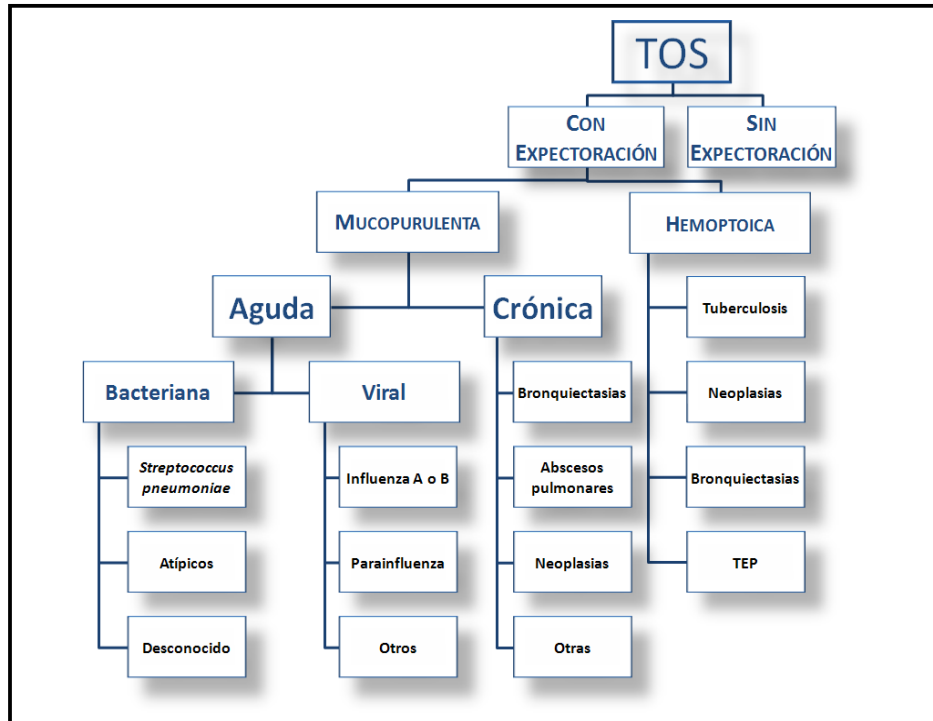 TOS
CON
EXPECTORACIÓN
SIN
EXPECTORACIÓN
MUCOPURULENTA
HEMOPTOICA
Aguda
Crónica
Tuberculosis
Bacteriana
Viral
Bronquiectasias
Neoplasias
Streptococcus
pneumoniae
Influenza A o B
Abscesos
pulmonares
Bronquiectasias
Atípicos
Parainfluenza
Neoplasias
TEP
Desconocido
Otros
Otras